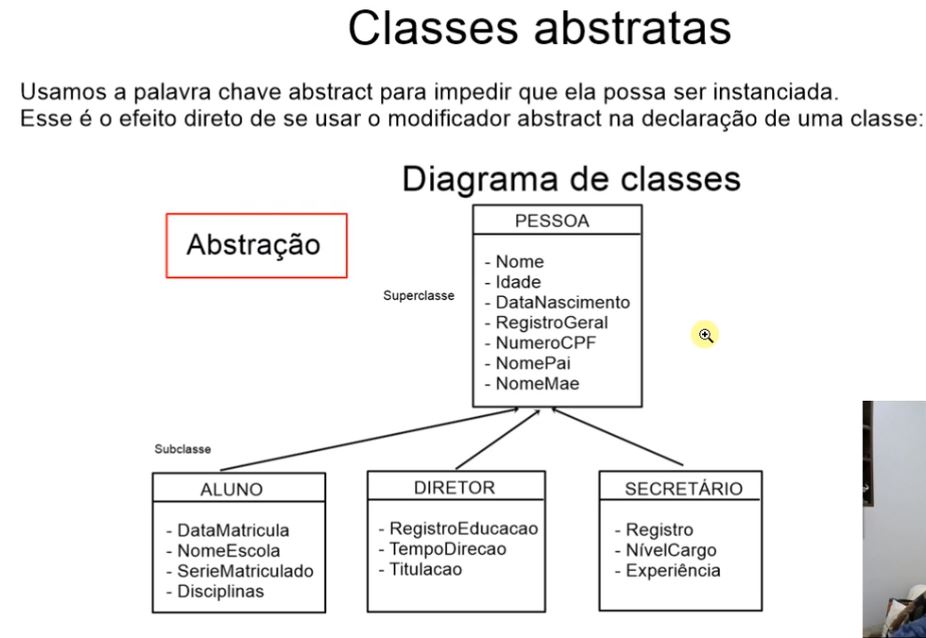 Classes abstratas
Usamos a palavra chave abstract para impedir que ela possa ser instanciada.
Esse é o efeito direto de se usar o modificador abstract na declaração de uma classe:
Diagrama de classes
Abstração
Superclasse
PESSOA
- Nome
- Idade
- DataNascimento
- RegistroGeral
- NumeroCPF
- NomePai
- NomeMae
Subclasse
ALUNO
- DataMatricula
- NomeEscola
- SerieMatriculado
- Disciplinas
DIRETOR
- RegistroEducacao
- TempoDirecao
- Titulacao
SECRETÁRIO
- Registro
- NívelCargo
- Experiência